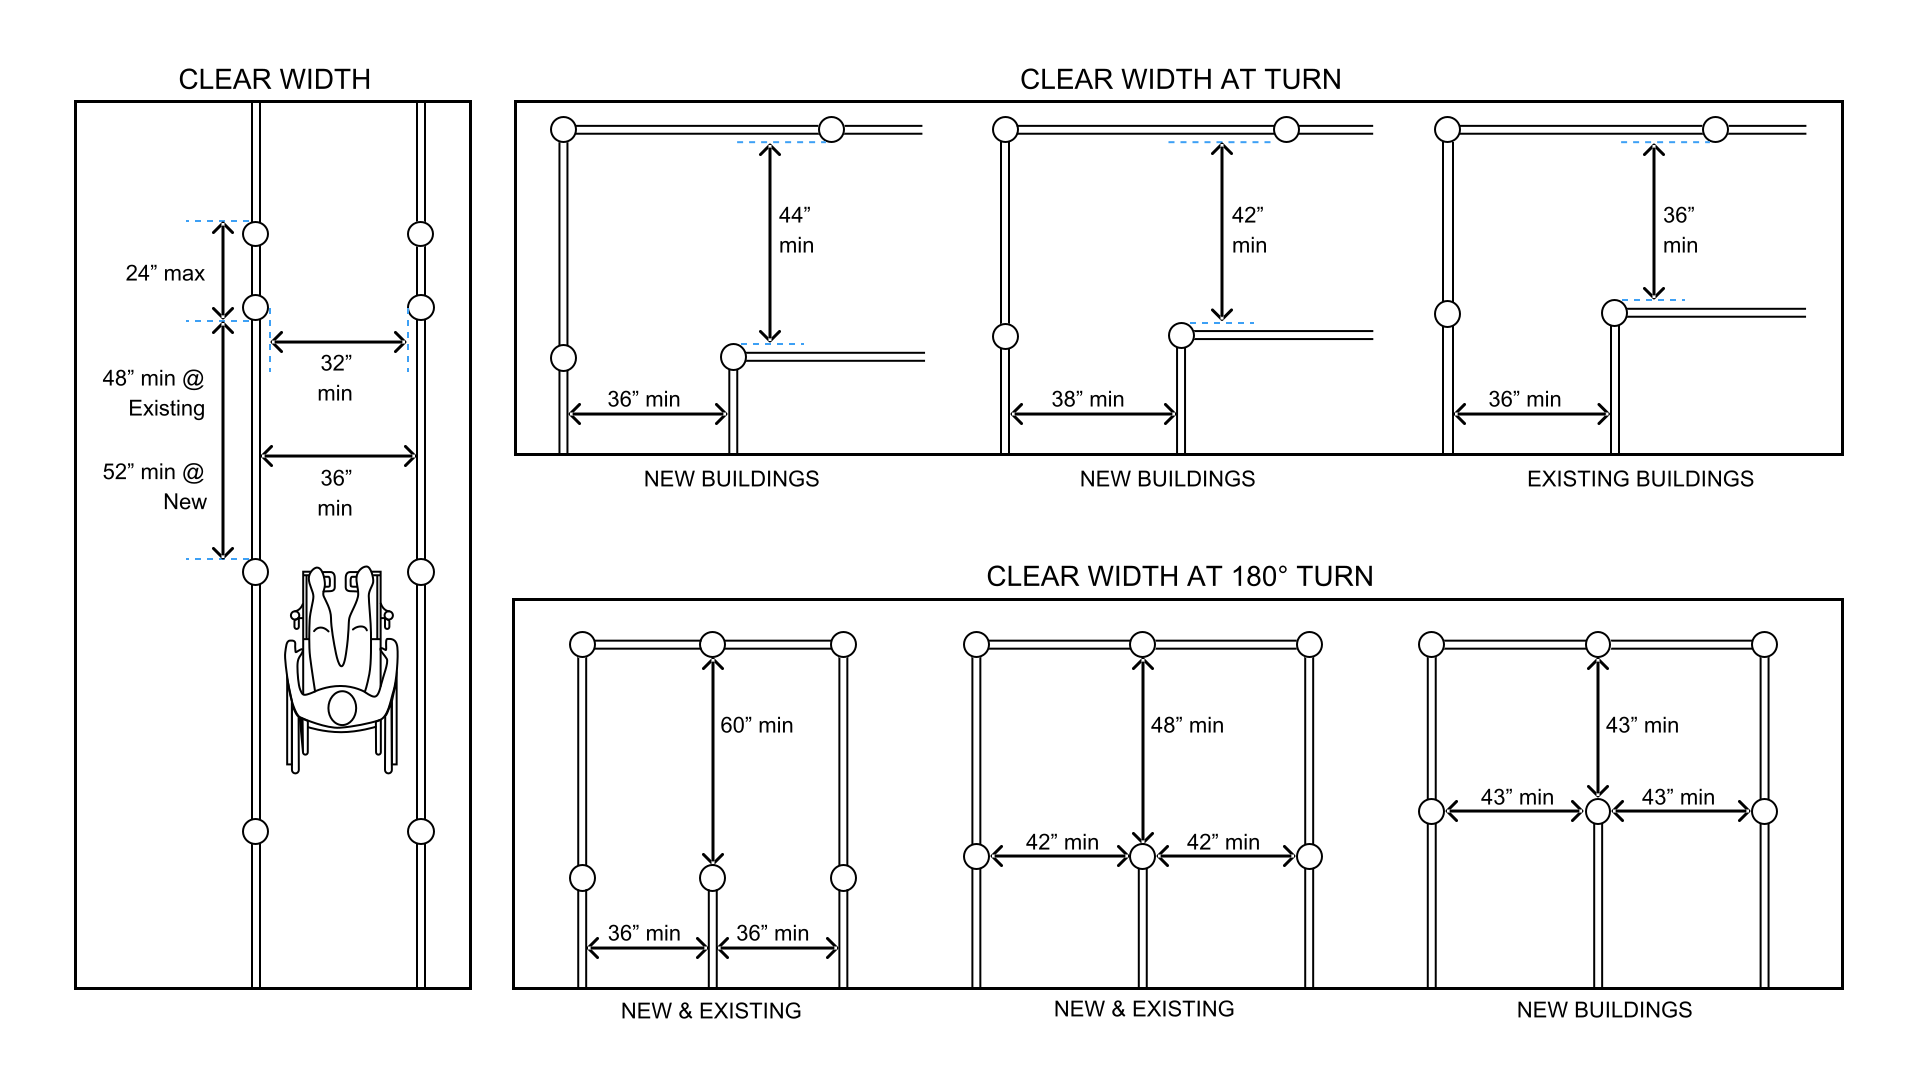 CLEAR WIDTH
24” max
48” min @
Existing
52” min @
New
32”
min
36”
min
CLEAR WIDTH AT TURN
44”
min
36” min
NEW BUILDINGS
42”
min
38” min
NEW BUILDINGS
36”
min
36” min
EXISTING BUILDINGS
CLEAR WIDTH AT 180° TURN
60” min
36” min
36” min
NEW & EXISTING
48” min
42” min
42” min
NEW & EXISTING
43” min
43” min
43” min
NEW BUILDINGS